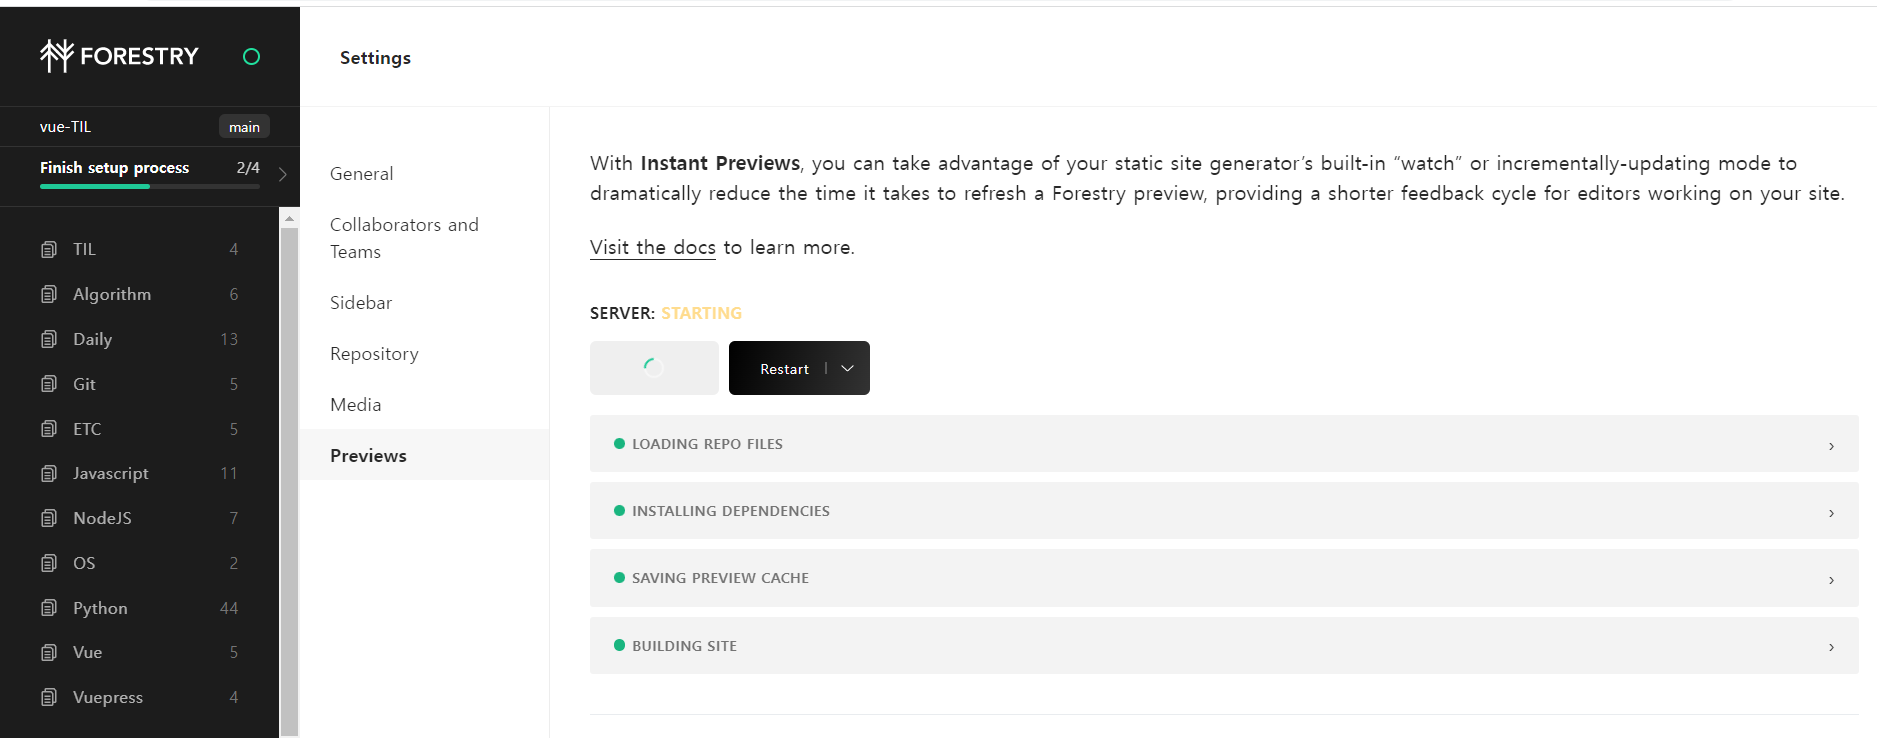 FORESTRY
Settings
vue-TIL main
Finish setup process 2/4
TIL 4
Algorithm 6
Daily 13
Git 5
ETC 5
Javascript 11
NodeJS 7
OS 2
Python 44
Vue 5
Vuepress 4
General
Collaborators and
Teams
Sidebar
Repository
Media
Previews
With Instant Previews, you can take advantage of your static site generator’s built-in “watch” or incrementally-updating mode to
dramatically reduce the time it takes to refresh a Forestry preview, providing a shorter feedback cycle for editors working on your site.
Visit the docs to learn more.
SERVER: STARTING
Restart
LOADING REPO FILES
INSTALLING DEPENDENCIES
SAVING PREVIEW CACHE
BUILDING SITE